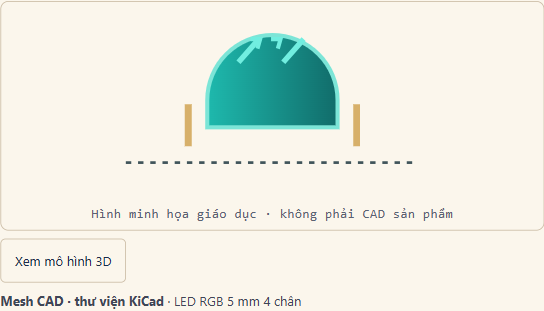 Hình minh họa giáo dục · không phải CAD sản phẩm
Xem mô hình 3D
Mesh CAD · thư viện KiCad · LED RGB 5 mm 4 chân